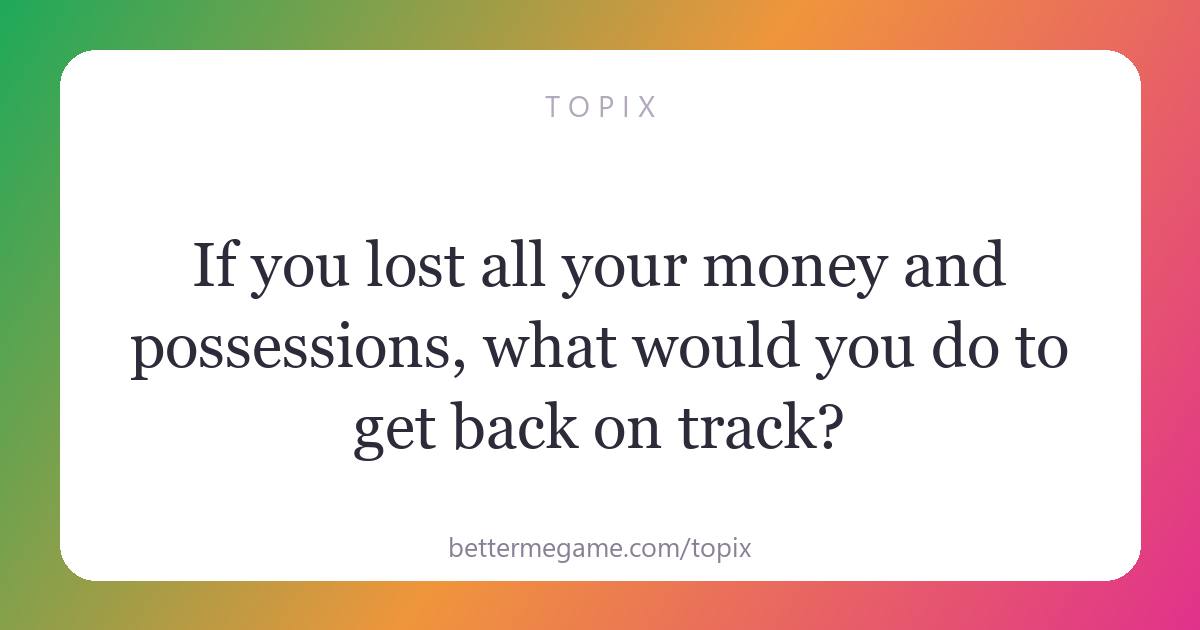 TOPIX
If you lost all your money and
possessions, what would you do to
get back on track?
bettermegame.com/topix